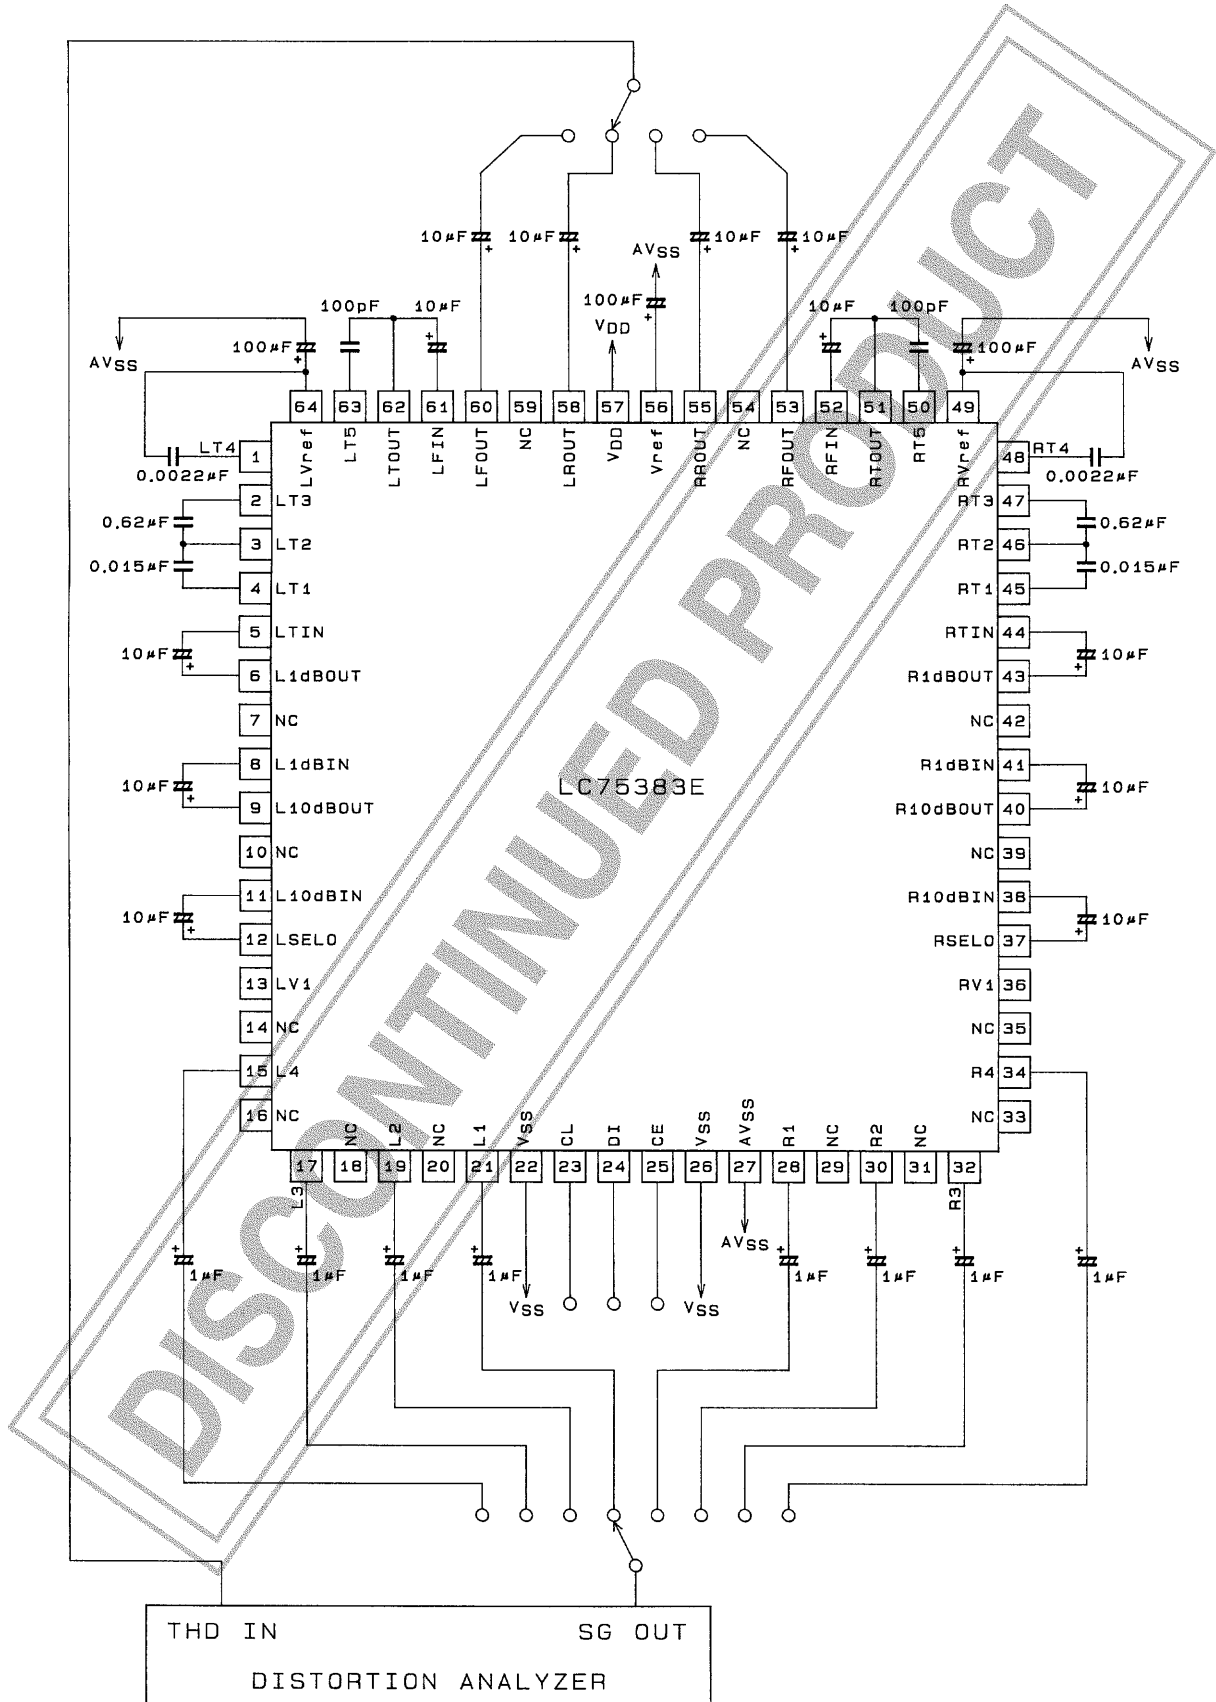 10µF 10µF 10µF 10µF
AVSS
100pF 10µF 100µF 10µF 100pF
VDD
AVSS 100µF 100µF AVSS
64 63 62 61 60 59 58 57 56 55 54 53 52 51 50 49
LVref LT5 LTOUT LFIN LFOUT NC LROUT VDD Vref RROUT NC RFOUT RFIN RTOUT RT5 RVref
LT4 1 48 RT4
0.0022µF 0.0022µF
2 LT3 RT3 47
0.62µF 0.62µF
3 LT2 RT2 46
0.015µF 0.015µF
4 LT1 RT1 45
5 LTIN RTIN 44
10µF 10µF
6 L1dBOUT R1dBOUT 43
7 NC NC 42
8 L1dBIN R1dBIN 41
10µF LC75383E 10µF
9 L10dBOUT R10dBOUT 40
10 NC NC 39
11 L10dBIN R10dBIN 38
10µF 10µF
12 LSELO RSELO 37
13 LV1 RV1 36
14 NC NC 35
15 L4 R4 34
16 NC NC 33
NC L2 NC L1 VSS CL DI CE VSS AVSS R1 NC R2 NC
17 18 19 20 21 22 23 24 25 26 27 28 29 30 31 32
L3 R3
AVSS
1µF 1µF 1µF 1µF 1µF 1µF 1µF 1µF
VSS VSS
THD IN SG OUT
DISTORTION ANALYZER
DISCONTINUED PRODUCT